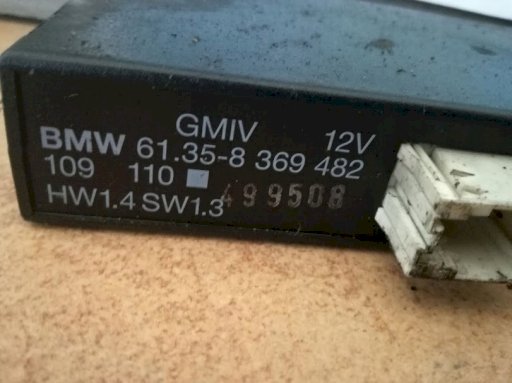 GMIV 12V
BMW 61.35-8 369 482
109 110
HW1.4 SW1.3 499508